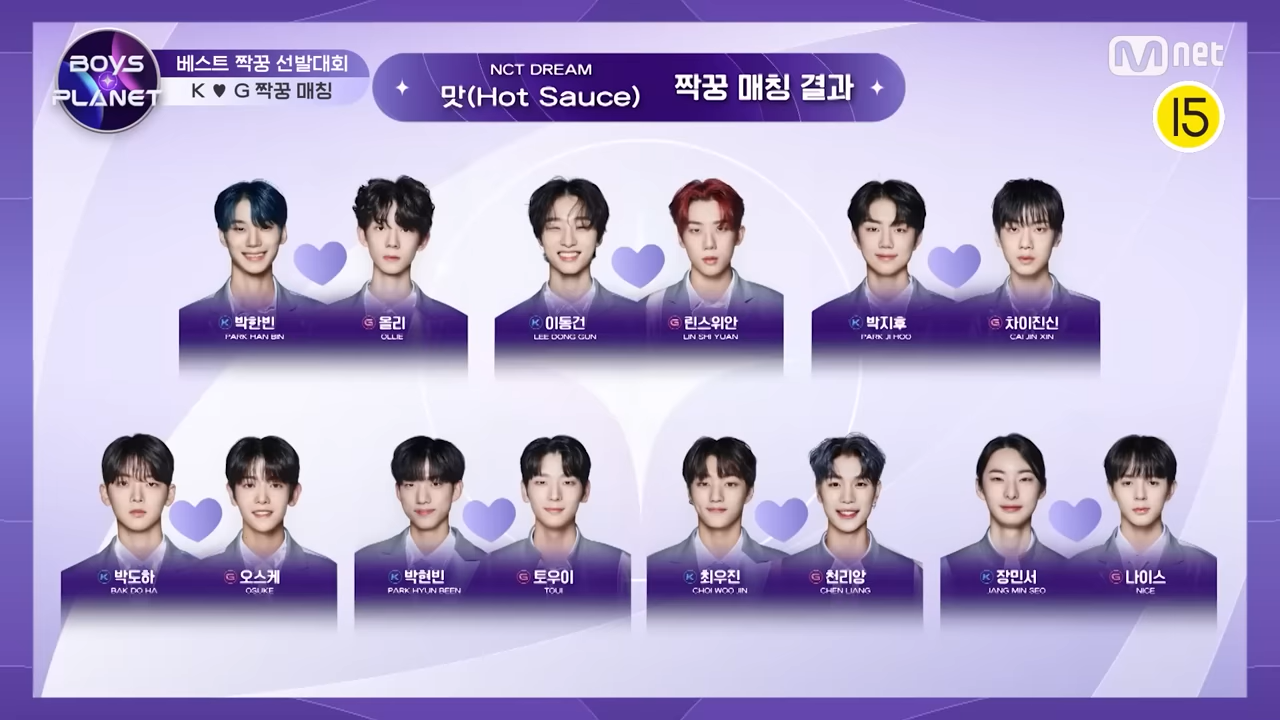 BOYS
PLANET
베스트 짝꿍 선발대회
K ♥ G 짝꿍 매칭
NCT DREAM
맛(Hot Sauce)
짝꿍 매칭 결과
Mnet
15
K 박한빈
PARK HAN BIN
G 올리
OLLIE
K 이동건
LEE DONG GUN
G 린스위안
LIN SHI YUAN
K 박지후
PARK JI HOO
G 차이진신
CAI JIN XIN
K 박도하
BAK DO HA
G 오스케
OSUKE
K 박현빈
PARK HYUN BEEN
G 토우이
TOUI
K 최우진
CHOI WOO JIN
G 천리앙
CHEN LIANG
K 장민서
JANG MIN SEO
G 나이스
NICE